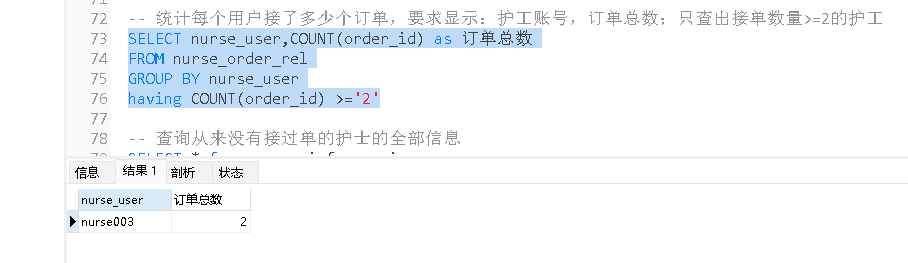 72 -- 统计每个用户接了多少个订单，要求显示：护工账号，订单总数；只查出接单数量>=2的护工
73 SELECT nurse_user,COUNT(order_id) as 订单总数
74 FROM nurse_order_rel
75 GROUP BY nurse_user
76 having COUNT(order_id) >='2'
77
78 -- 查询从来没有接过单的护士的全部信息
信息 结果 1 剖析 状态
nurse_user 订单总数
nurse003 2